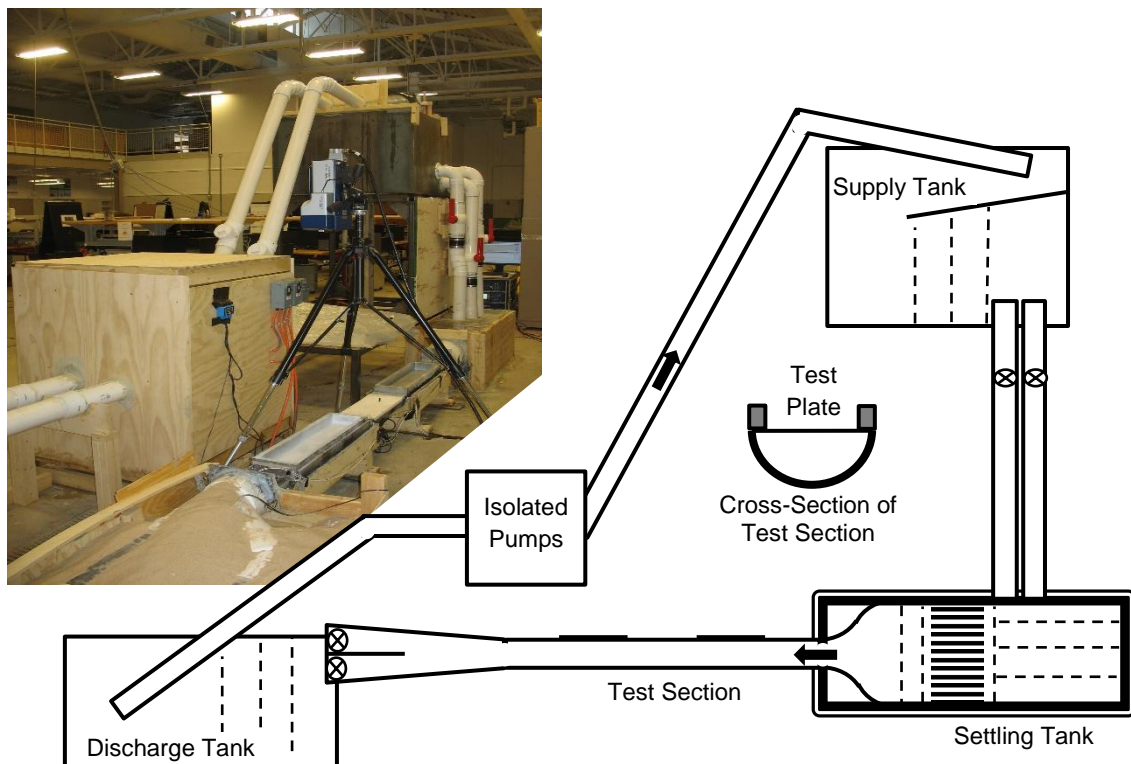 Supply Tank
Test
Plate
Cross-Section of
Test Section
Isolated
Pumps
Test Section
Discharge Tank
Settling Tank